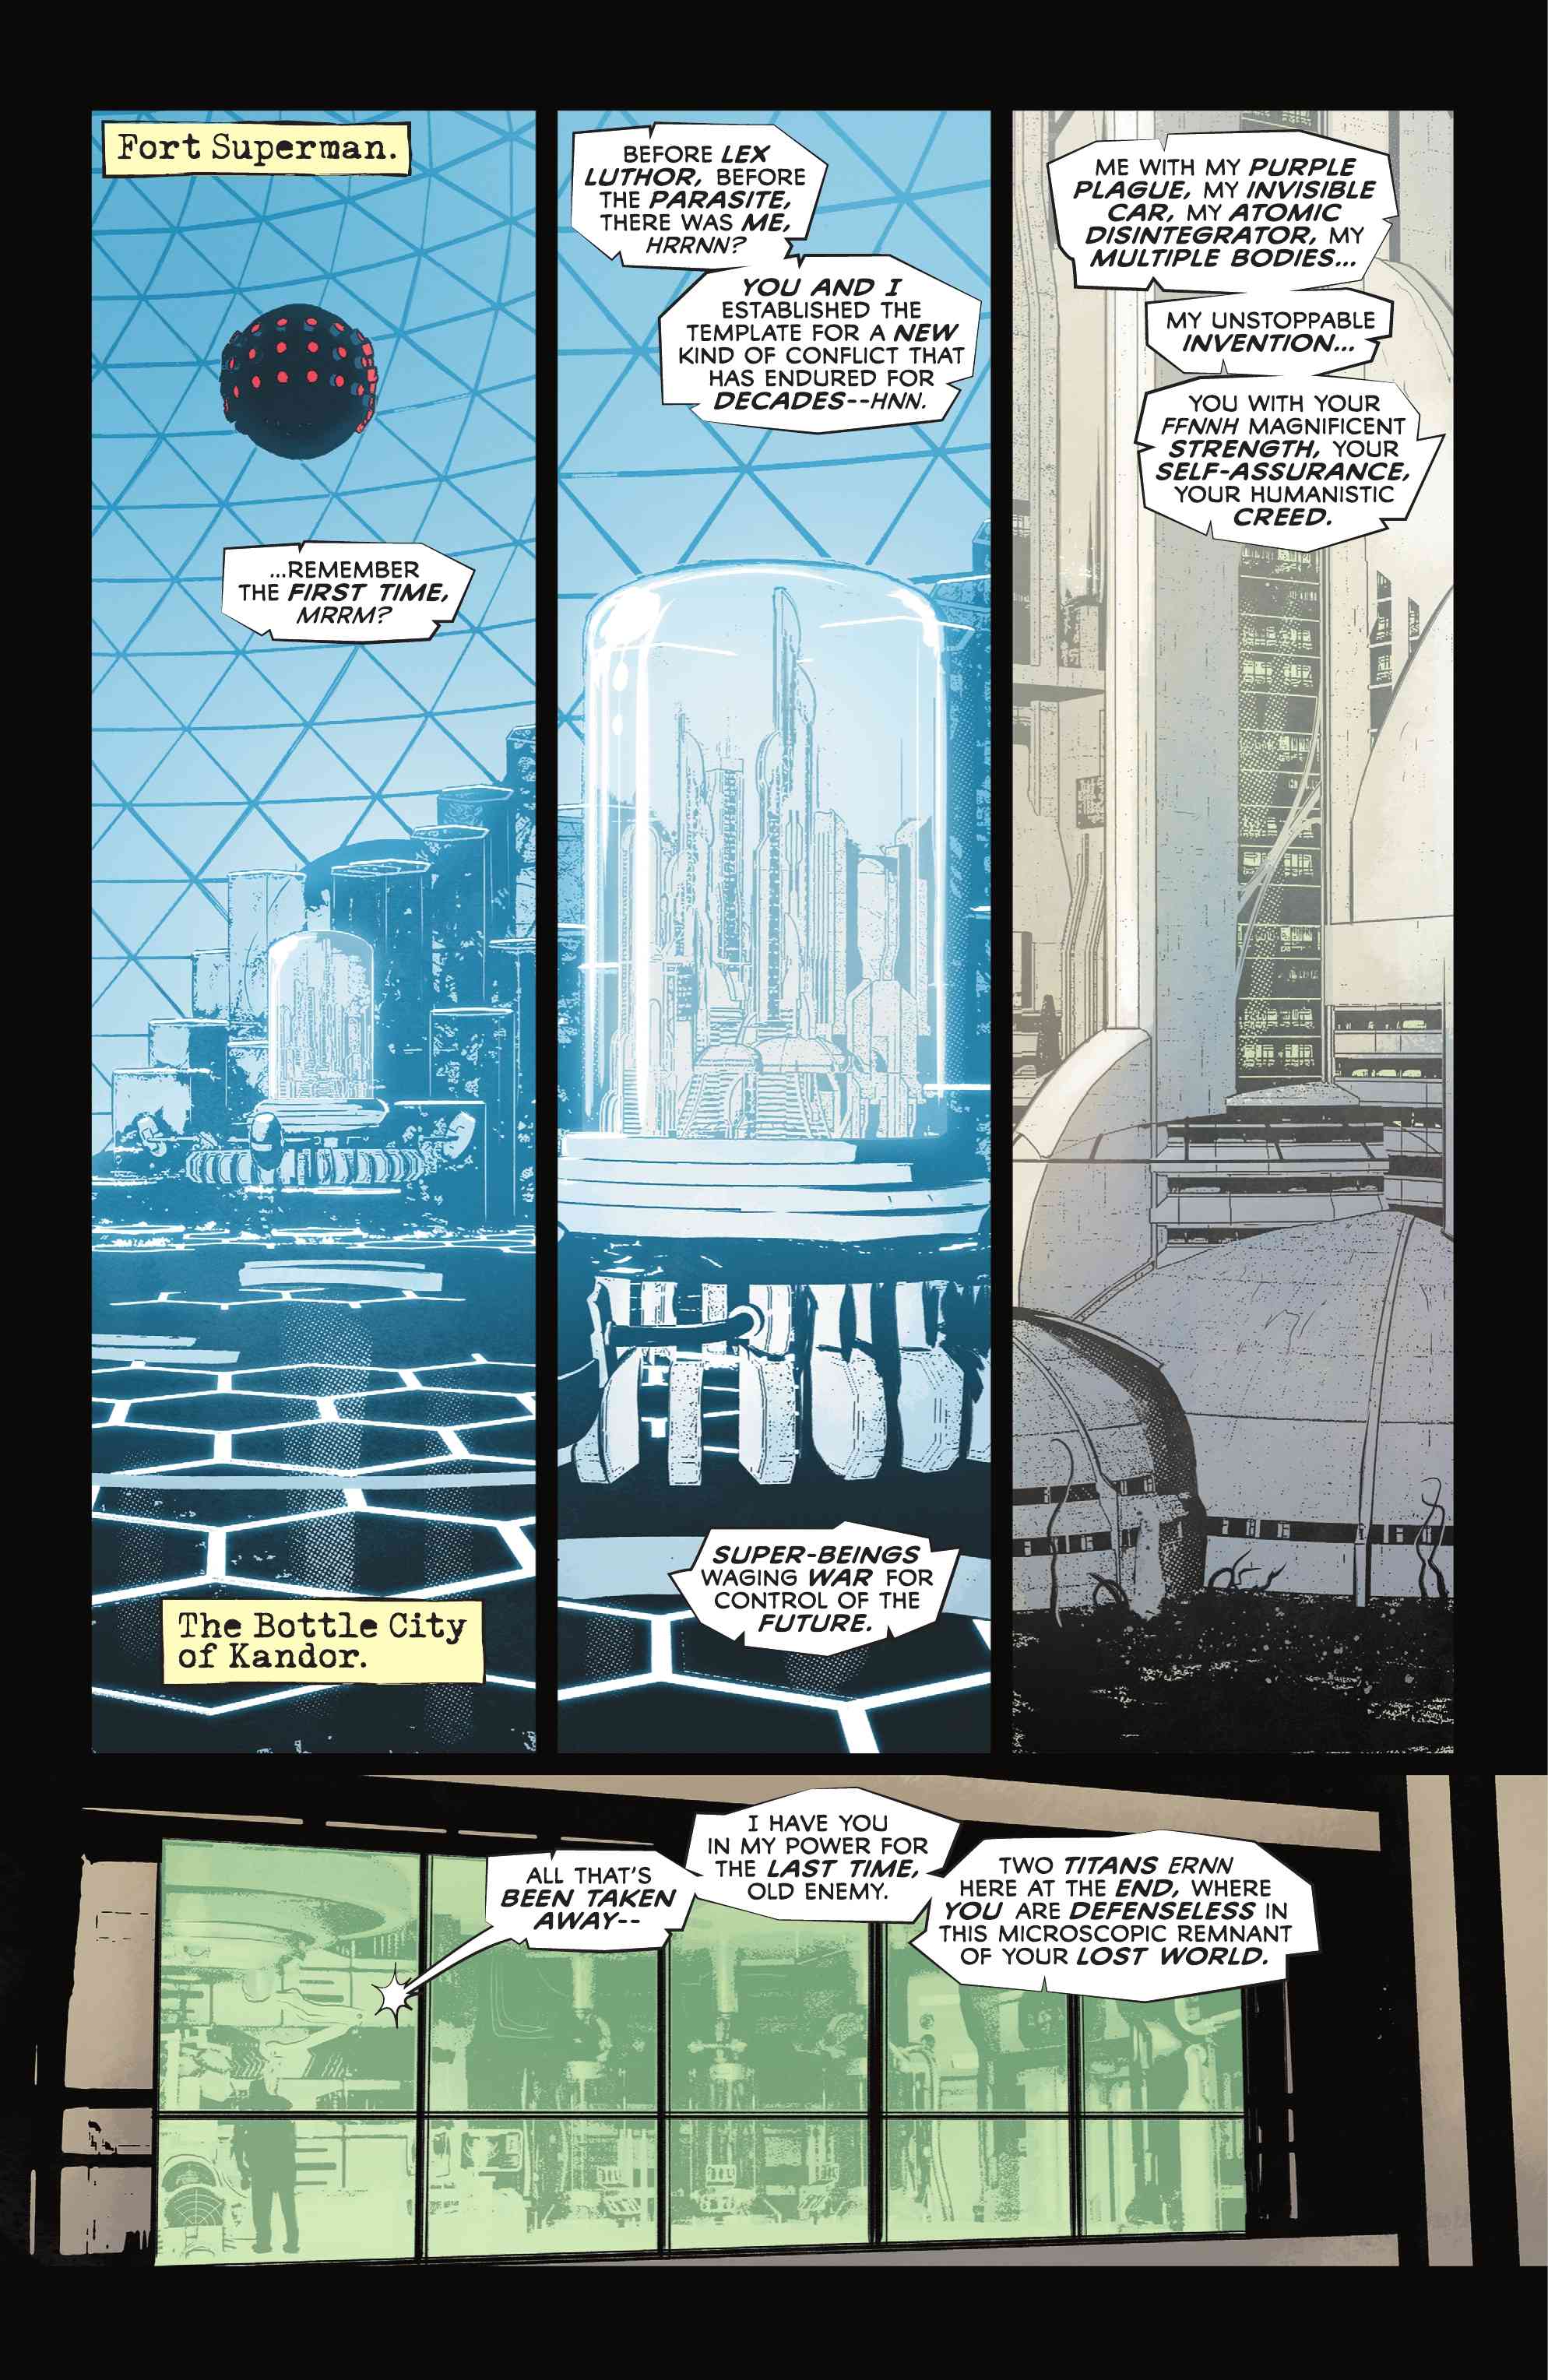 Fort Superman.
...REMEMBER
THE FIRST TIME,
MRRM?
The Bottle City
of Kandor.
BEFORE LEX
LUTHOR, BEFORE
THE PARASITE,
THERE WAS ME,
HRRNN?
YOU AND I
ESTABLISHED THE
TEMPLATE FOR A NEW
KIND OF CONFLICT THAT
HAS ENDURED FOR
DECADES--HNN.
SUPER-BEINGS
WAGING WAR FOR
CONTROL OF THE
FUTURE.
ME WITH MY PURPLE
PLAGUE, MY INVISIBLE
CAR, MY ATOMIC
DISINTEGRATOR, MY
MULTIPLE BODIES...
MY UNSTOPPABLE
INVENTION...
YOU WITH YOUR
FFNNH MAGNIFICENT
STRENGTH, YOUR
SELF-ASSURANCE,
YOUR HUMANISTIC
CREED.
ALL THAT'S
BEEN TAKEN
AWAY--
I HAVE YOU
IN MY POWER FOR
THE LAST TIME,
OLD ENEMY.
TWO TITANS ERNN
HERE AT THE END, WHERE
YOU ARE DEFENSELESS IN
THIS MICROSCOPIC REMNANT
OF YOUR LOST WORLD.